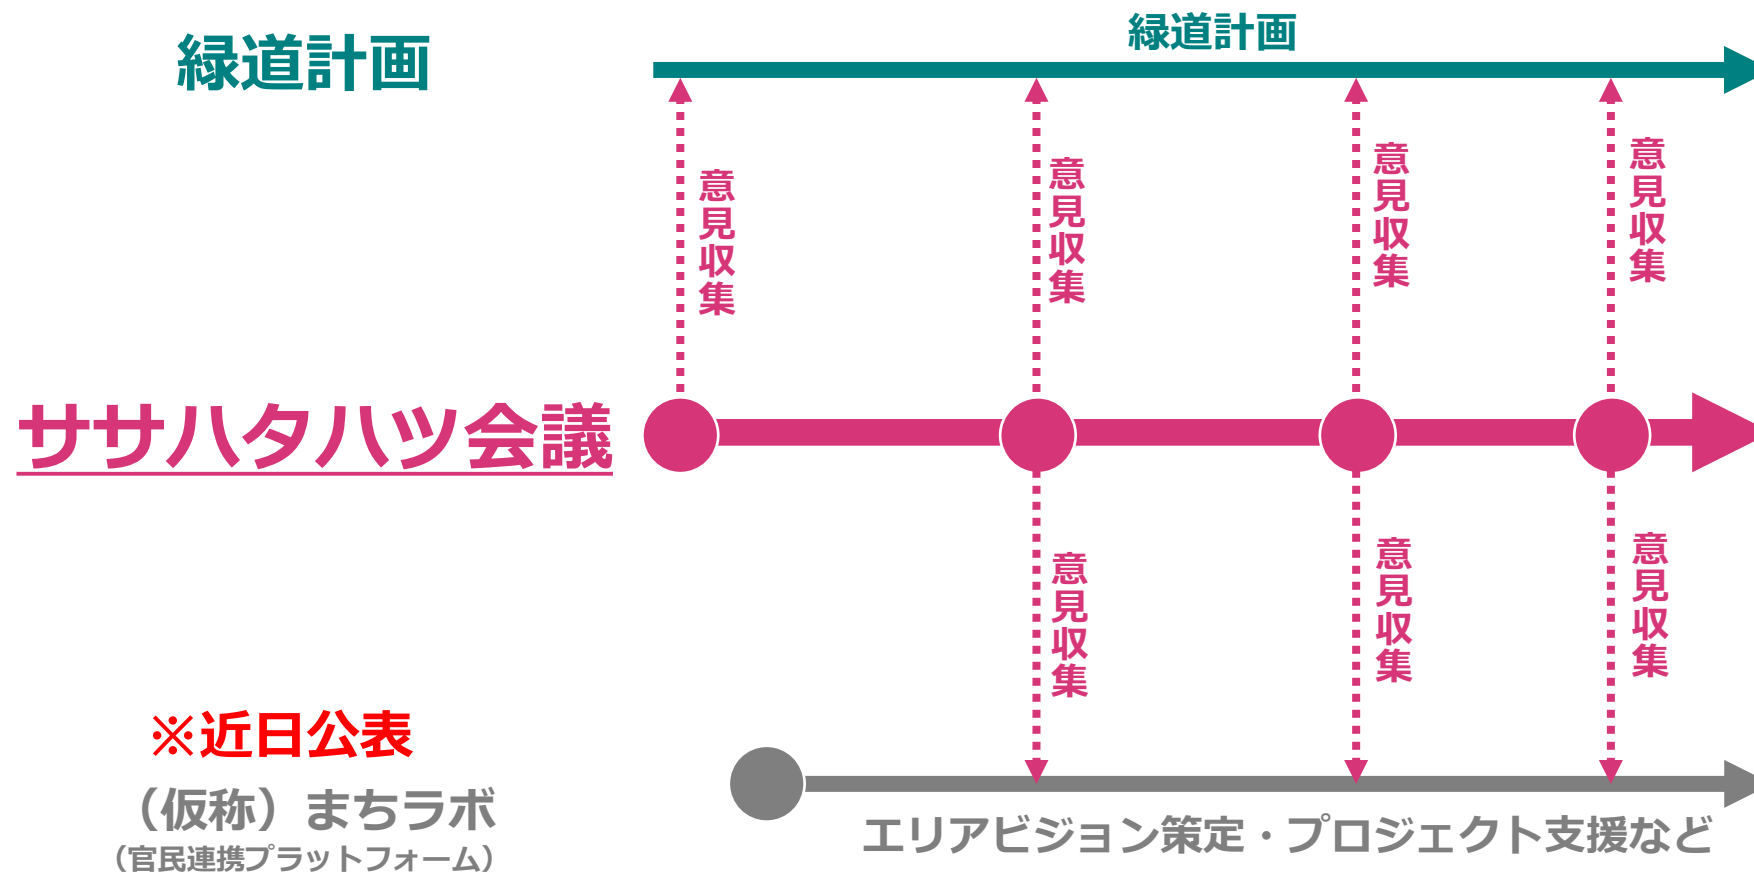 緑道計画
緑道計画
意見収集
意見収集
意見収集
意見収集
ササハタハツ会議
意見収集
意見収集
意見収集
※近日公表
（仮称）まちラボ
（官民連携プラットフォーム）
エリアビジョン策定・プロジェクト支援など